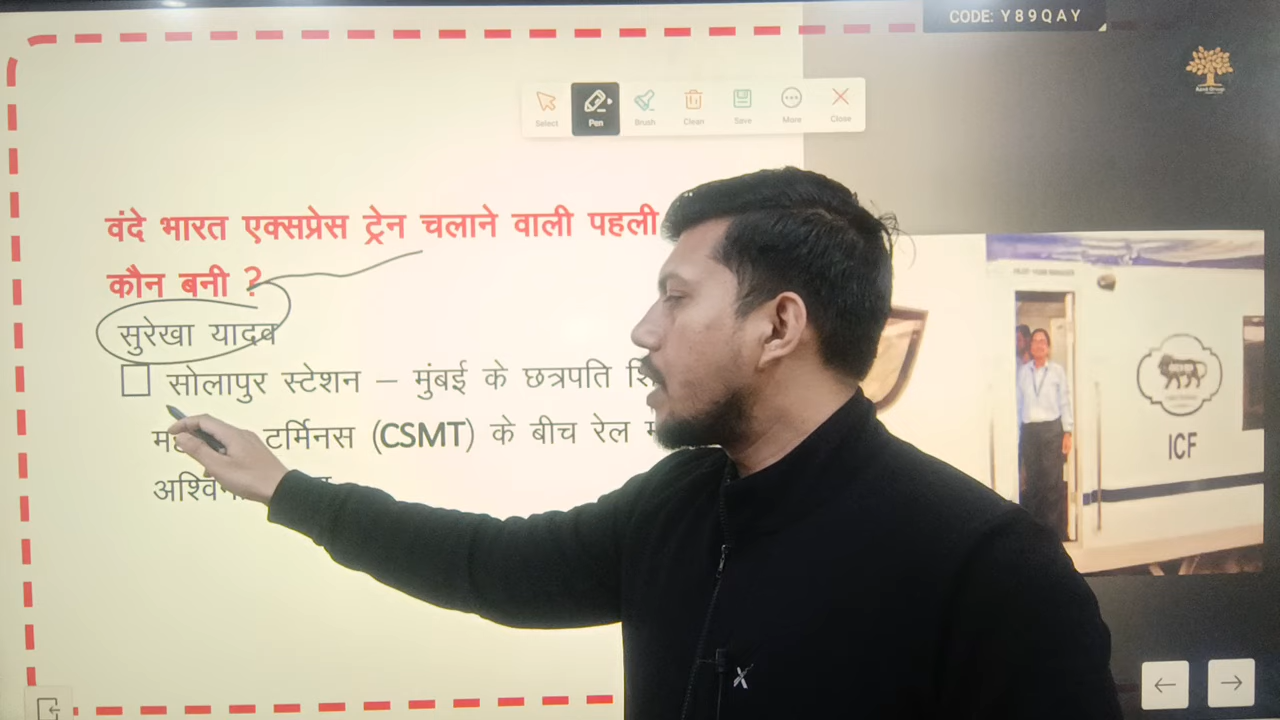 CODE: Y89QAY
Select Pen Brush Clean Save More Close
वंदे भारत एक्सप्रेस ट्रेन चलाने वाली पहली
कौन बनी ?
सुरेखा यादव
सोलापुर स्टेशन – मुंबई के छत्रपति
टर्मिनस (CSMT) के बीच रेल
ICF